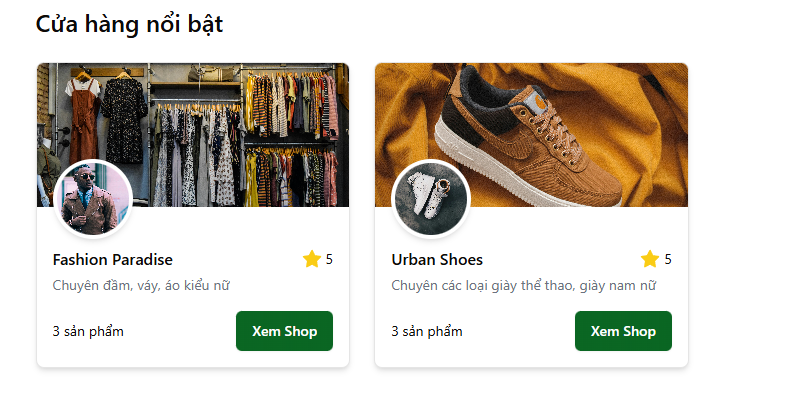 Cửa hàng nổi bật
Fashion Paradise
5
Chuyên đầm, váy, áo kiểu nữ
3 sản phẩm
Xem Shop
Urban Shoes
5
Chuyên các loại giày thể thao, giày nam nữ
3 sản phẩm
Xem Shop